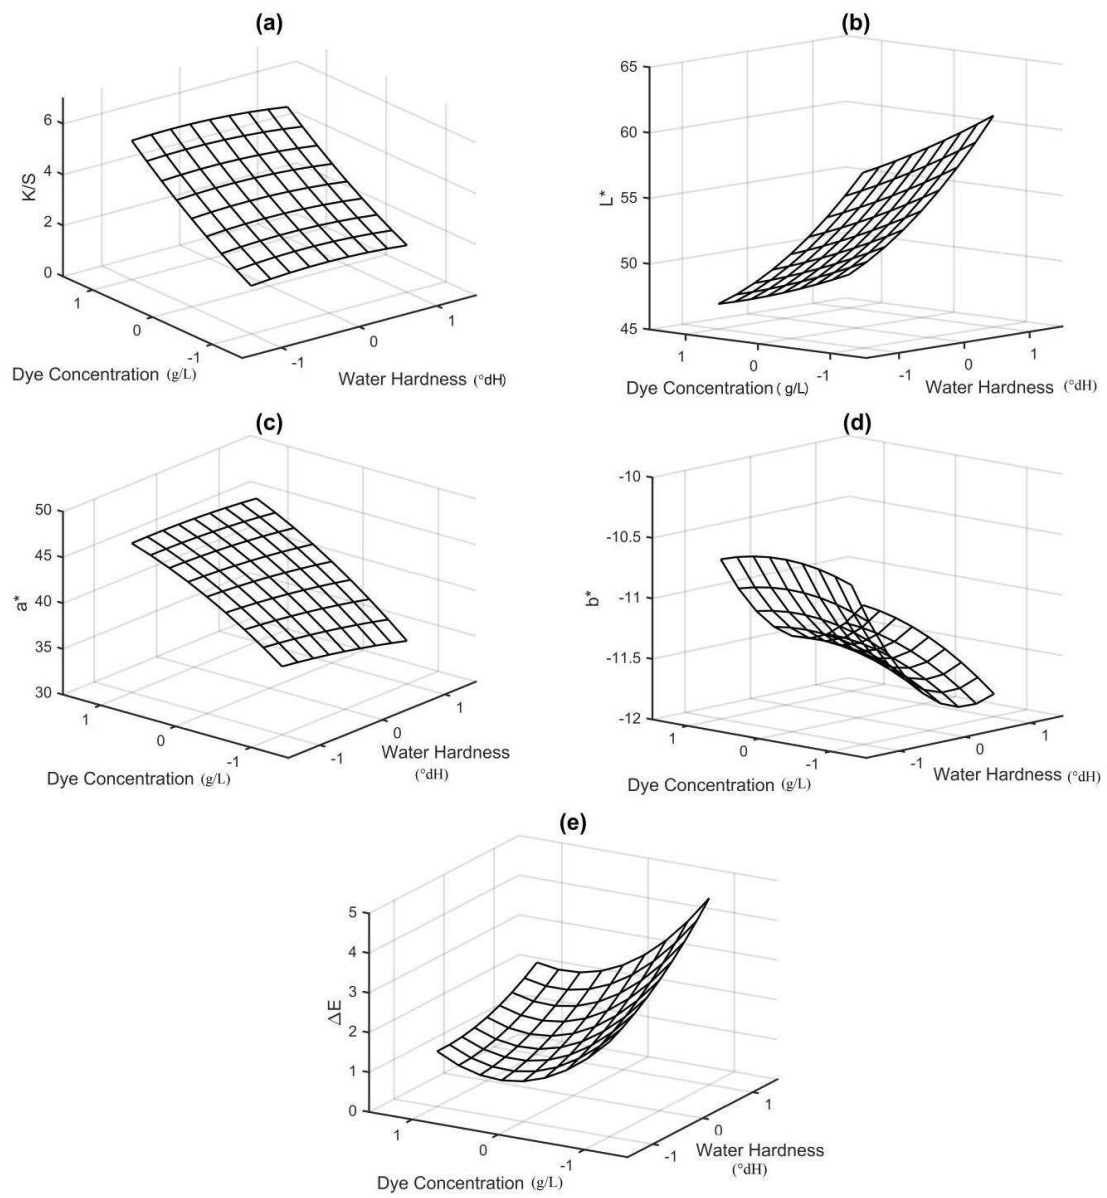 (a)
6
4
2
0
K/S
1
0
-1
-1
0
1
Dye Concentration (g/L)
Water Hardness (°dH)
(b)
65
60
55
50
45
L*
1
0
-1
-1
0
1
Dye Concentration ( g/L)
Water Hardness (°dH)
(c)
50
45
40
35
30
a*
1
0
-1
-1
0
1
Dye Concentration (g/L)
Water Hardness
(°dH)
(d)
-10
-10.5
-11
-11.5
-12
b*
1
0
-1
-1
0
1
Dye Concentration (g/L)
Water Hardness (°dH)
(e)
5
4
3
2
1
0
△E
1
0
-1
-1
0
1
Dye Concentration (g/L)
Water Hardness
(°dH)